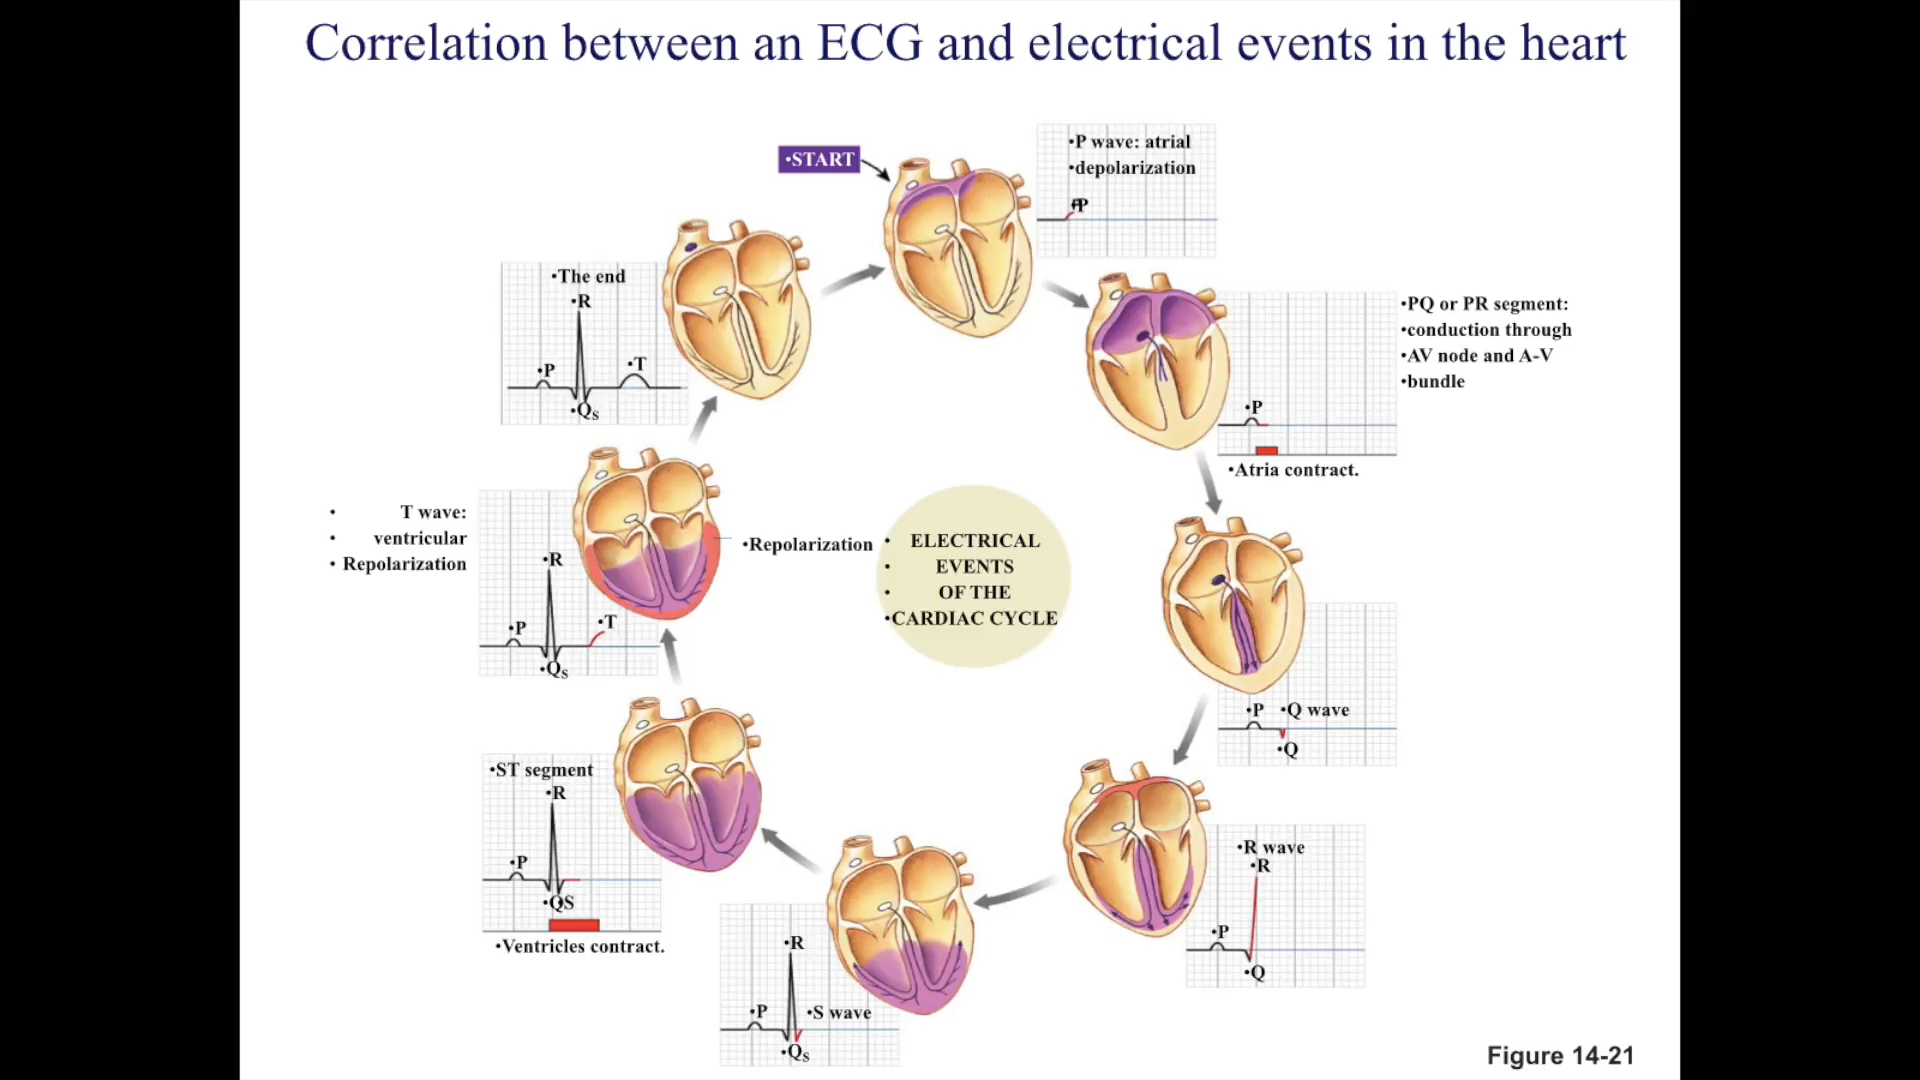 Correlation between an ECG and electrical events in the heart
•START
•P wave: atrial
•depolarization
P
•PQ or PR segment:
•conduction through
•AV node and A-V
•bundle
•P
•Atria contract.
•P •Q wave
•Q
•R wave
•R
•P
•Q
•R
•P •S wave
•QS
•ST segment
•R
•P
•QS
•Ventricles contract.
• T wave:
• ventricular
• Repolarization
•R
•P •T
•QS
•Repolarization
•The end
•R
•P •T
•QS
• ELECTRICAL
• EVENTS
• OF THE
•CARDIAC CYCLE
Figure 14-21